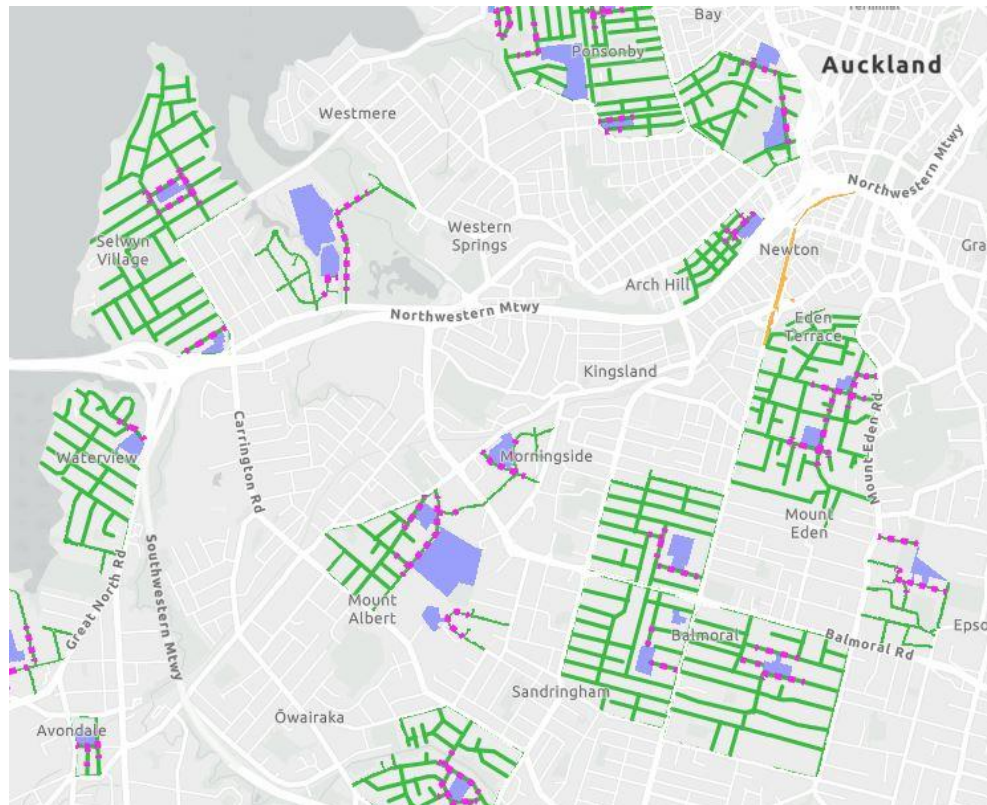 Bay
Ponsonby
Auckland
Westmere
Northwestern Mtwy
Western
Springs
Selwyn
Village
Newton
Gra
Arch Hill
Northwestern Mtwy
Eden
Terrace
Kingsland
Carrington Rd
Mount Eden Rd
Waterview
Morningside
Mount
Eden
Southwestern Mtwy
Great North Rd
Mount
Albert
Balmoral
Balmoral Rd
Epso
Sandringham
Ōwairaka
Avondale